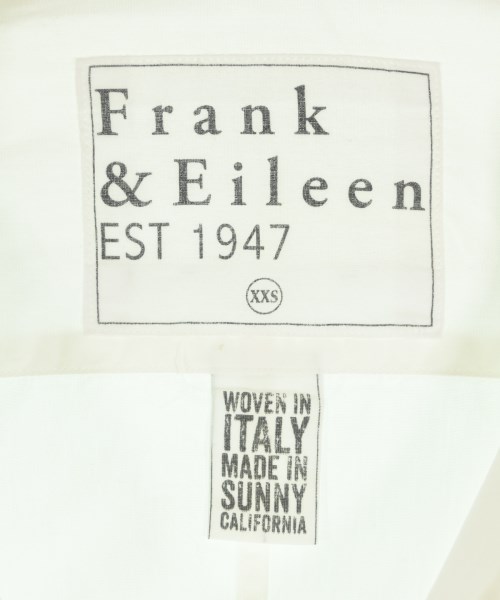 Frank
& Eileen
EST 1947
XXS
WOVEN IN
ITALY
MADE IN
SUNNY
CALIFORNIA